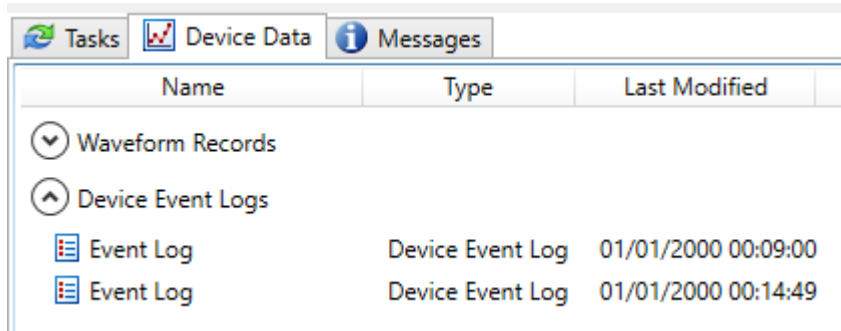 Tasks Device Data Messages
Name Type Last Modified
Waveform Records
Device Event Logs
Event Log Device Event Log 01/01/2000 00:09:00
Event Log Device Event Log 01/01/2000 00:14:49